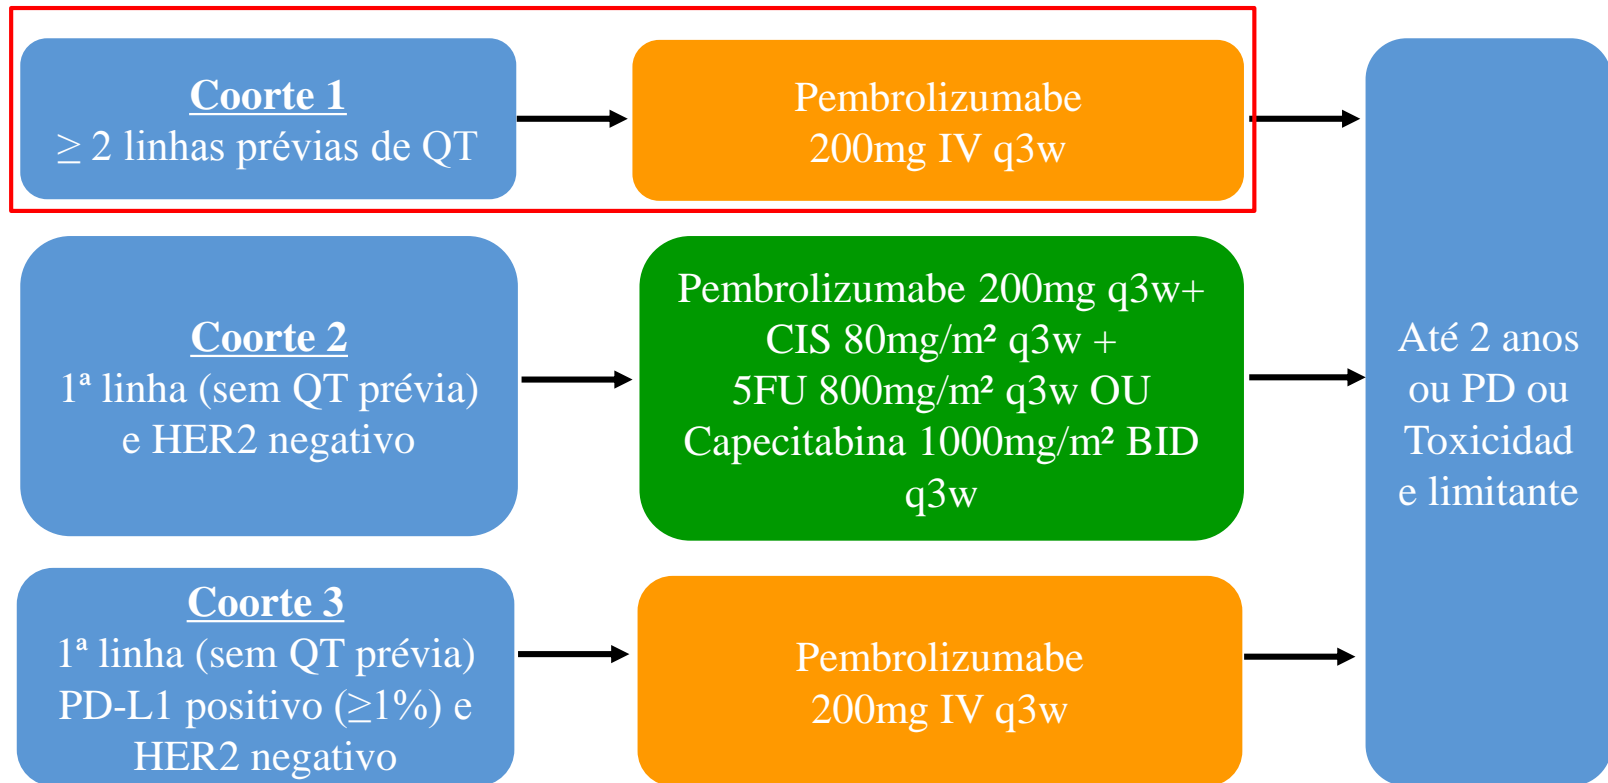 Coorte 1
≥ 2 linhas prévias de QT
Pembrolizumabe
200mg IV q3w
Coorte 2
1ª linha (sem QT prévia)
e HER2 negativo
Pembrolizumabe 200mg q3w+
CIS 80mg/m² q3w +
5FU 800mg/m² q3w OU
Capecitabina 1000mg/m² BID
q3w
Coorte 3
1ª linha (sem QT prévia)
PD-L1 positivo (≥1%) e
HER2 negativo
Pembrolizumabe
200mg IV q3w
Até 2 anos
ou PD ou
Toxicidad
e limitante